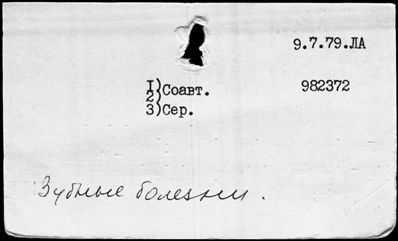 9.7.79.ЛА
1) Соавт. 982372
2)
3) Сер.
Зубные болезни.